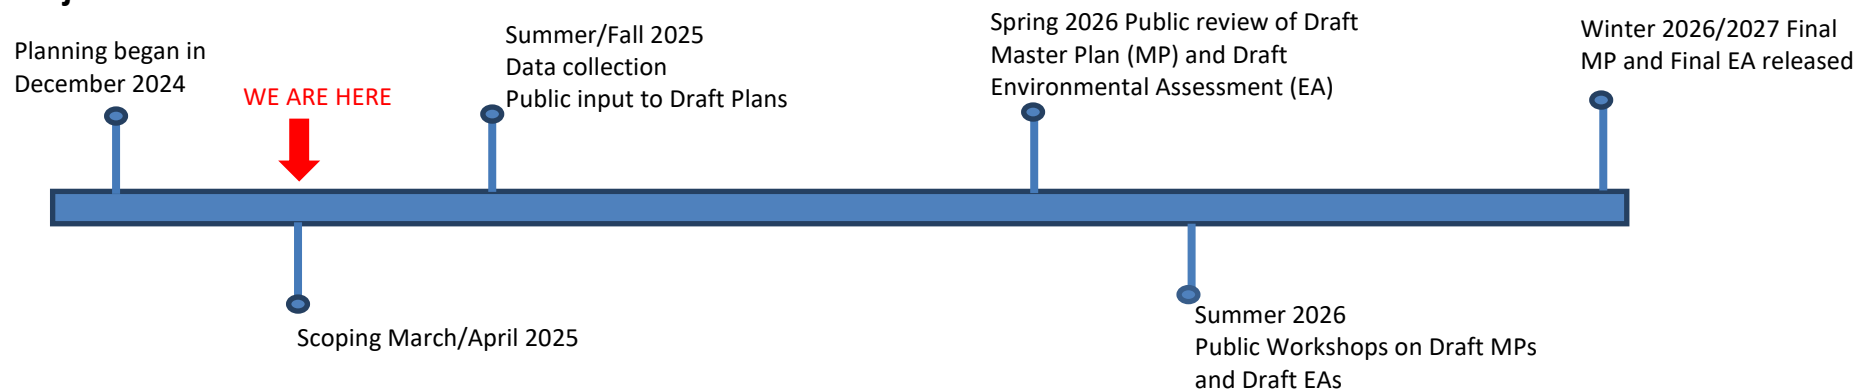 Planning began in
December 2024
WE ARE HERE
Summer/Fall 2025
Data collection
Public input to Draft Plans
Spring 2026 Public review of Draft
Master Plan (MP) and Draft
Environmental Assessment (EA)
Winter 2026/2027 Final
MP and Final EA released
Scoping March/April 2025
Summer 2026
Public Workshops on Draft MPs
and Draft EAs